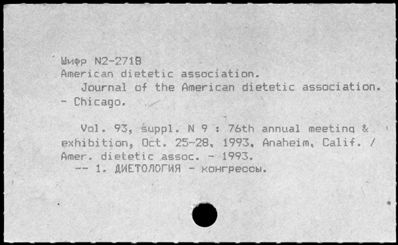 Шифр N2-271B
American dietetic association.
Journal of the American dietetic association.
- Chicago.
Vol. 93, suppl. N 9 : 76th annual meeting &
exhibition, Oct. 25-28, 1993, Anaheim, Calif. /
Amer. dietetic assoc. - 1993.
-- 1. ДИЕТОЛОГИЯ - конгрессы.